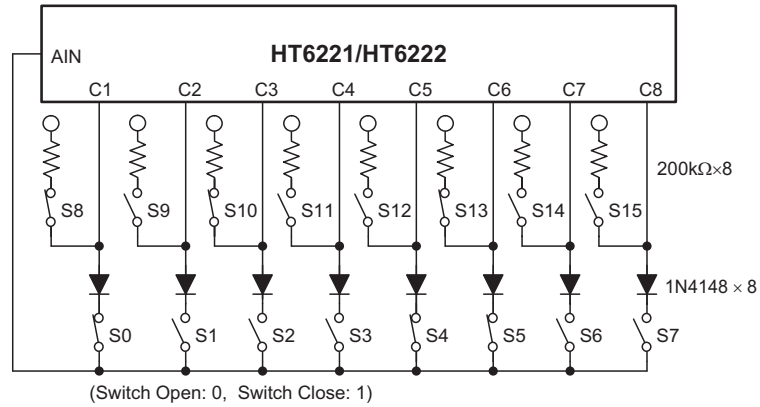 HT6221/HT6222
AIN
C1 C2 C3 C4 C5 C6 C7 C8
200kΩ×8
S8 S9 S10 S11 S12 S13 S14 S15
1N4148 × 8
S0 S1 S2 S3 S4 S5 S6 S7
(Switch Open: 0, Switch Close: 1)